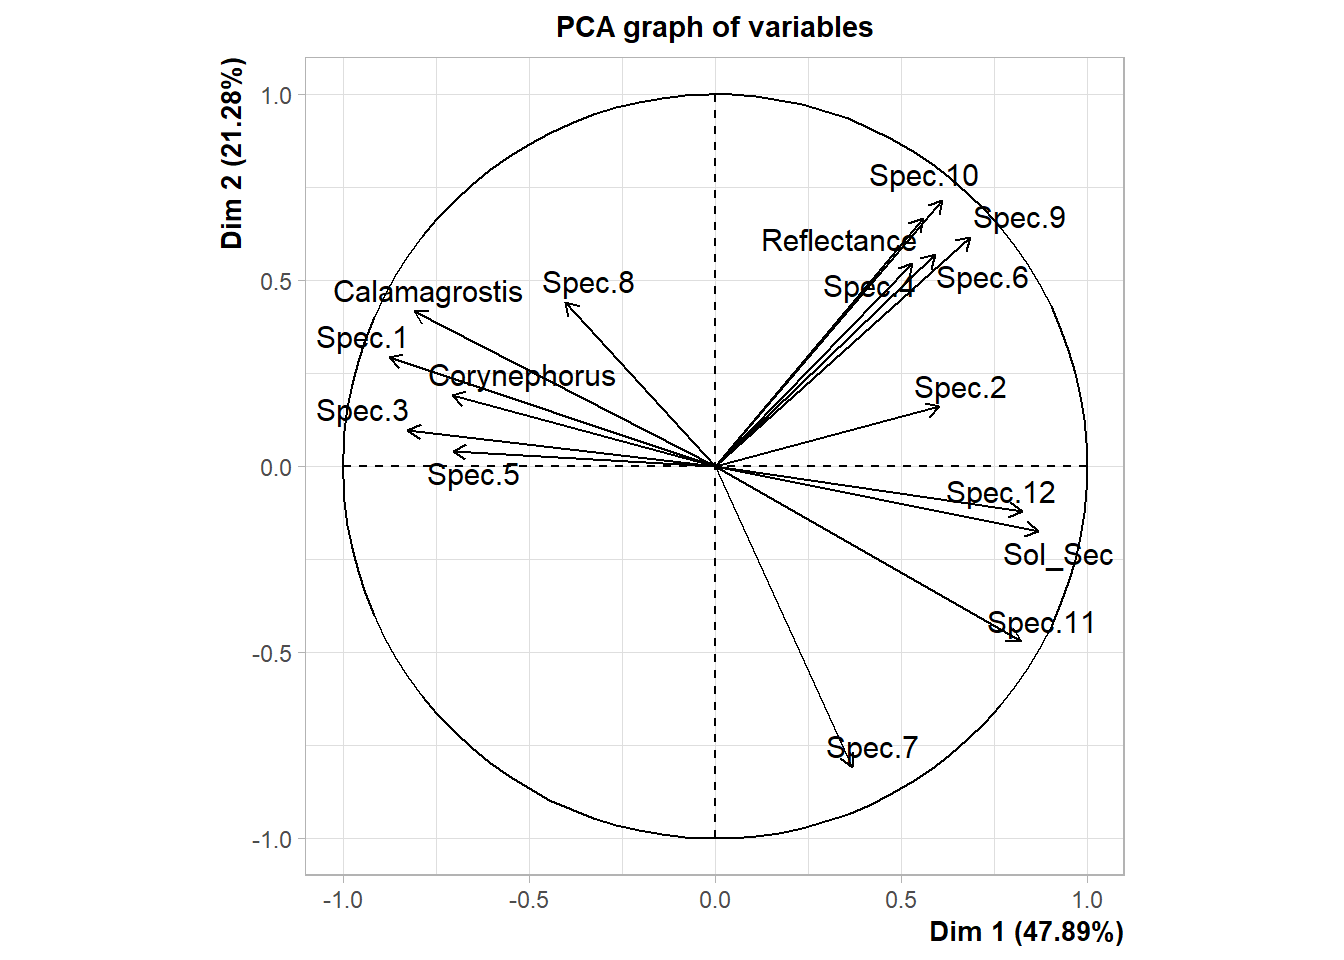 PCA graph of variables
Dim 2 (21.28%)
1.0
0.5
0.0
-0.5
-1.0
Spec.10
Spec.9
Reflectance
Spec.4
Spec.6
Spec.8
Calamagrostis
Spec.1
Corynephorus
Spec.3
Spec.5
Spec.2
Spec.12
Sol_Sec
Spec.11
Spec.7
-1.0 -0.5 0.0 0.5 1.0
Dim 1 (47.89%)